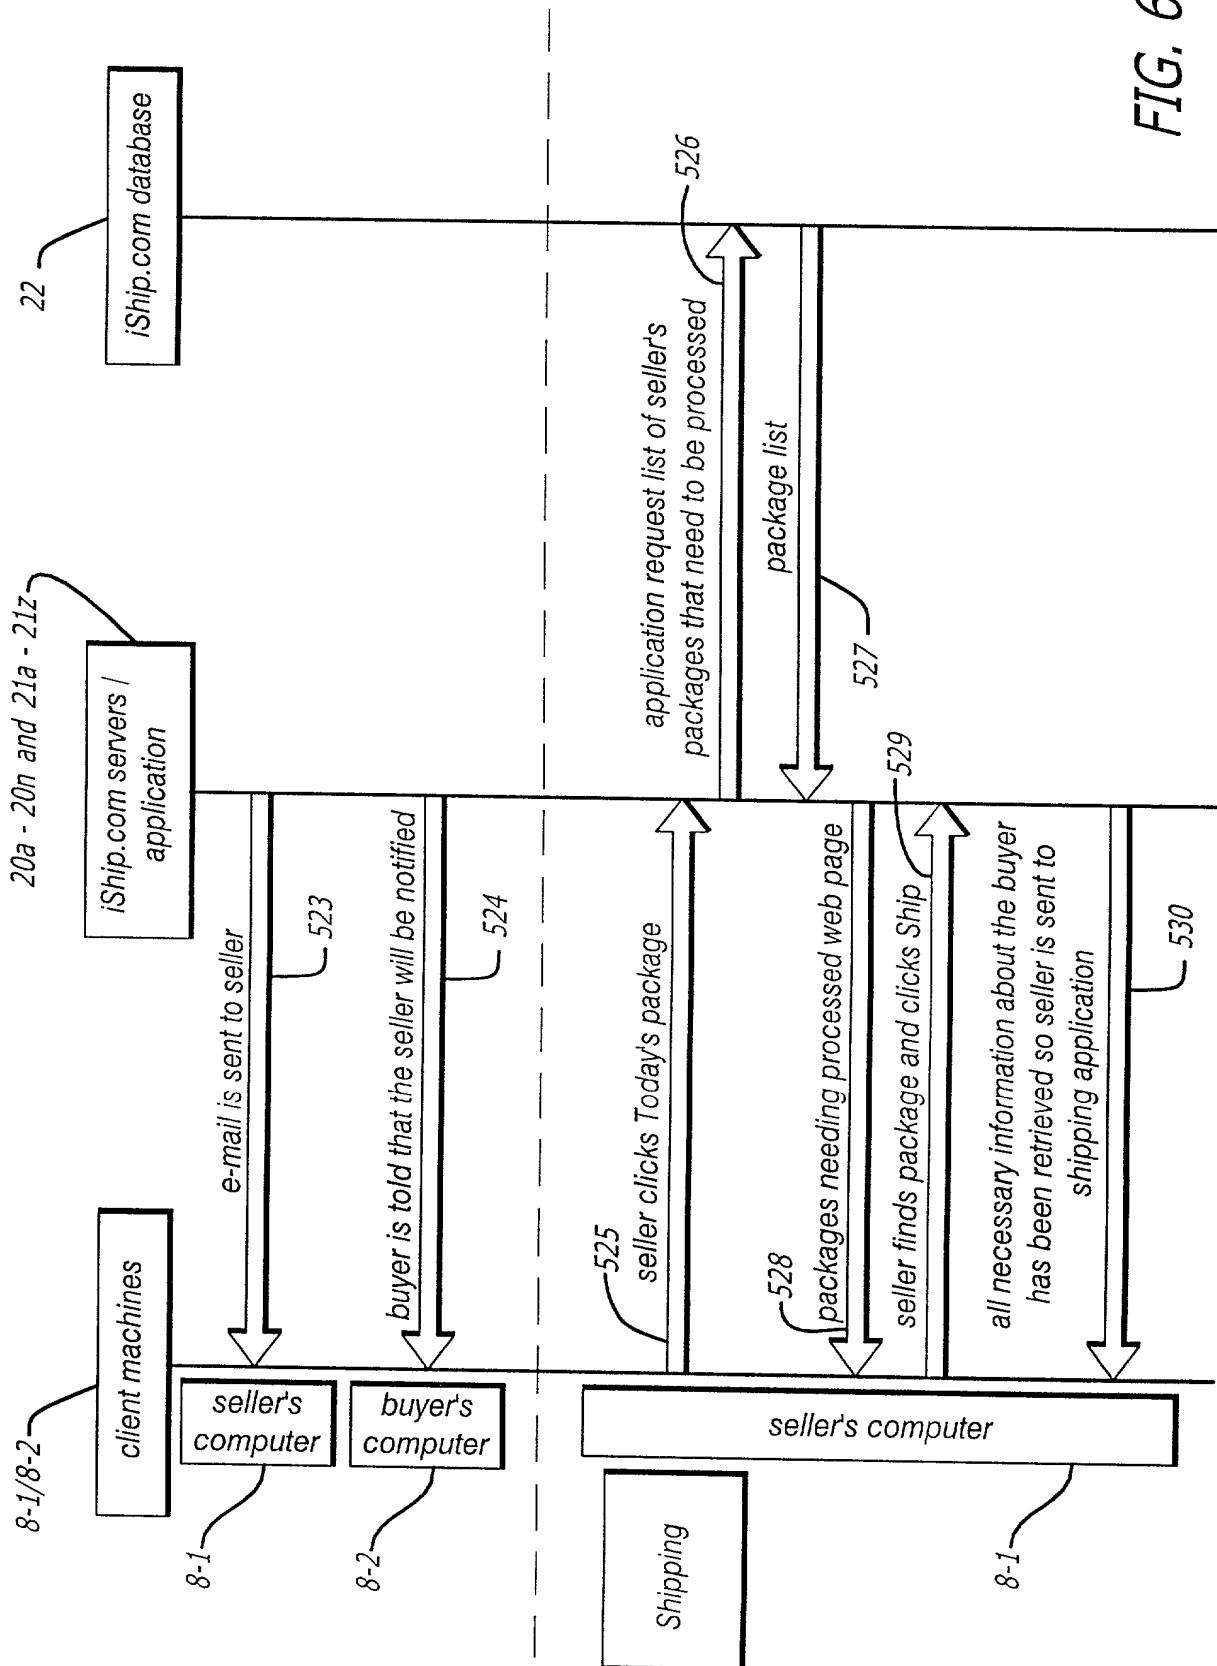 8-1/8-2
client machines
20a - 20n and 21a - 21z
iShip.com servers /
application
22
iShip.com database
8-1
seller's
computer
e-mail is sent to seller
523
8-2
buyer's
computer
buyer is told that the seller will be notified
524
Shipping
8-1
seller's computer
525
seller clicks Today's package
application request list of seller's
packages that need to be processed
526
package list
527
528
packages needing processed web page
seller finds package and clicks Ship
529
all necessary information about the buyer
has been retrieved so seller is sent to
shipping application
530
FIG. 6